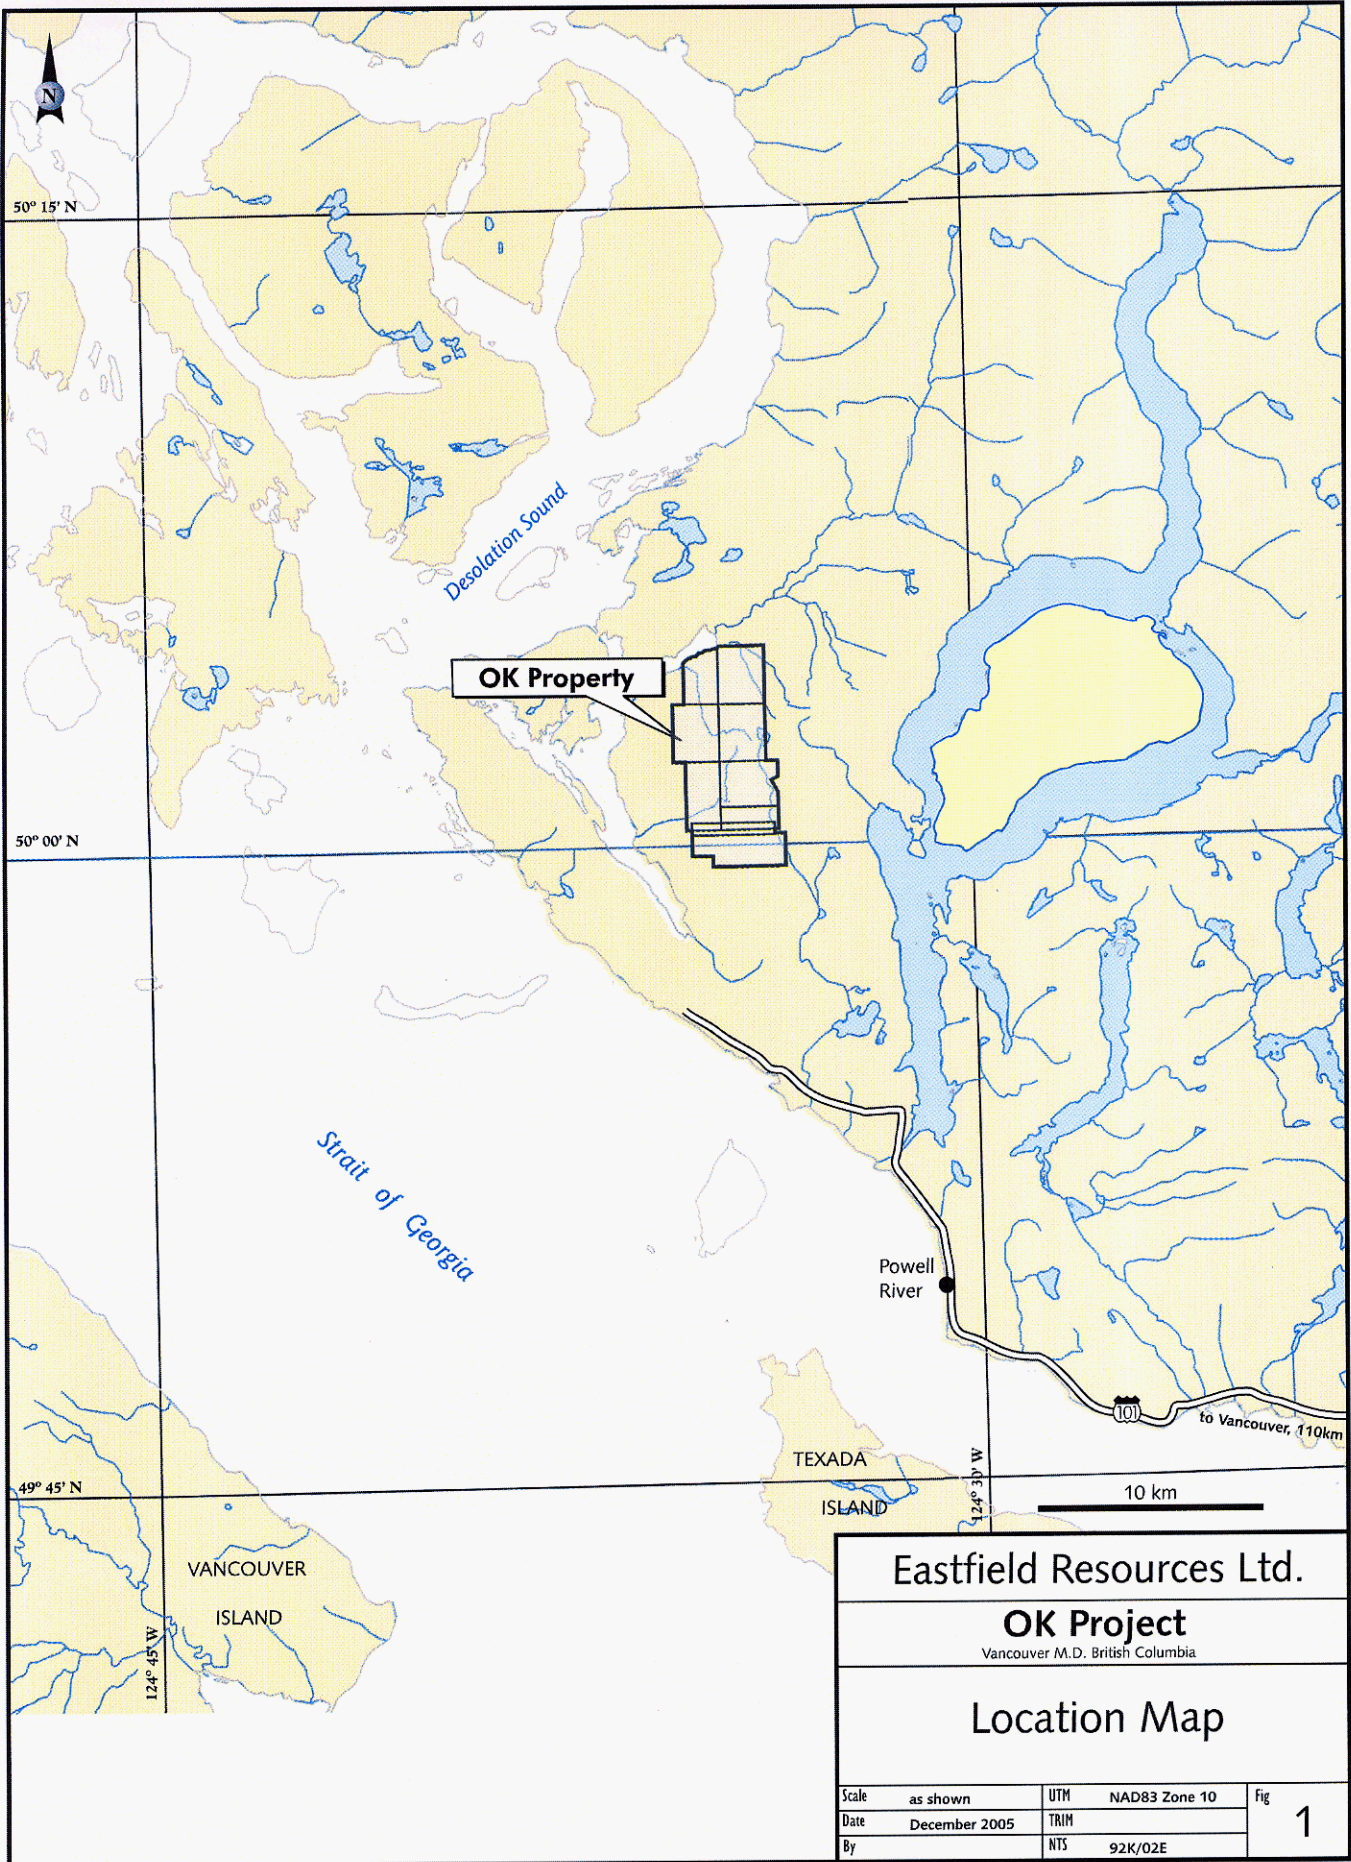 N
50° 15' N
Desolation Sound
OK Property
50° 00' N
Strait of Georgia
Powell
River
101
to Vancouver, 110km
TEXADA
ISLAND
124° 30' W
10 km
49° 45' N
VANCOUVER
ISLAND
124° 45' W
Eastfield Resources Ltd.
OK Project
Vancouver M.D. British Columbia
Location Map
Scale as shown UTM NAD83 Zone 10 Fig 1
Date December 2005 TRIM
By NTS 92K/02E